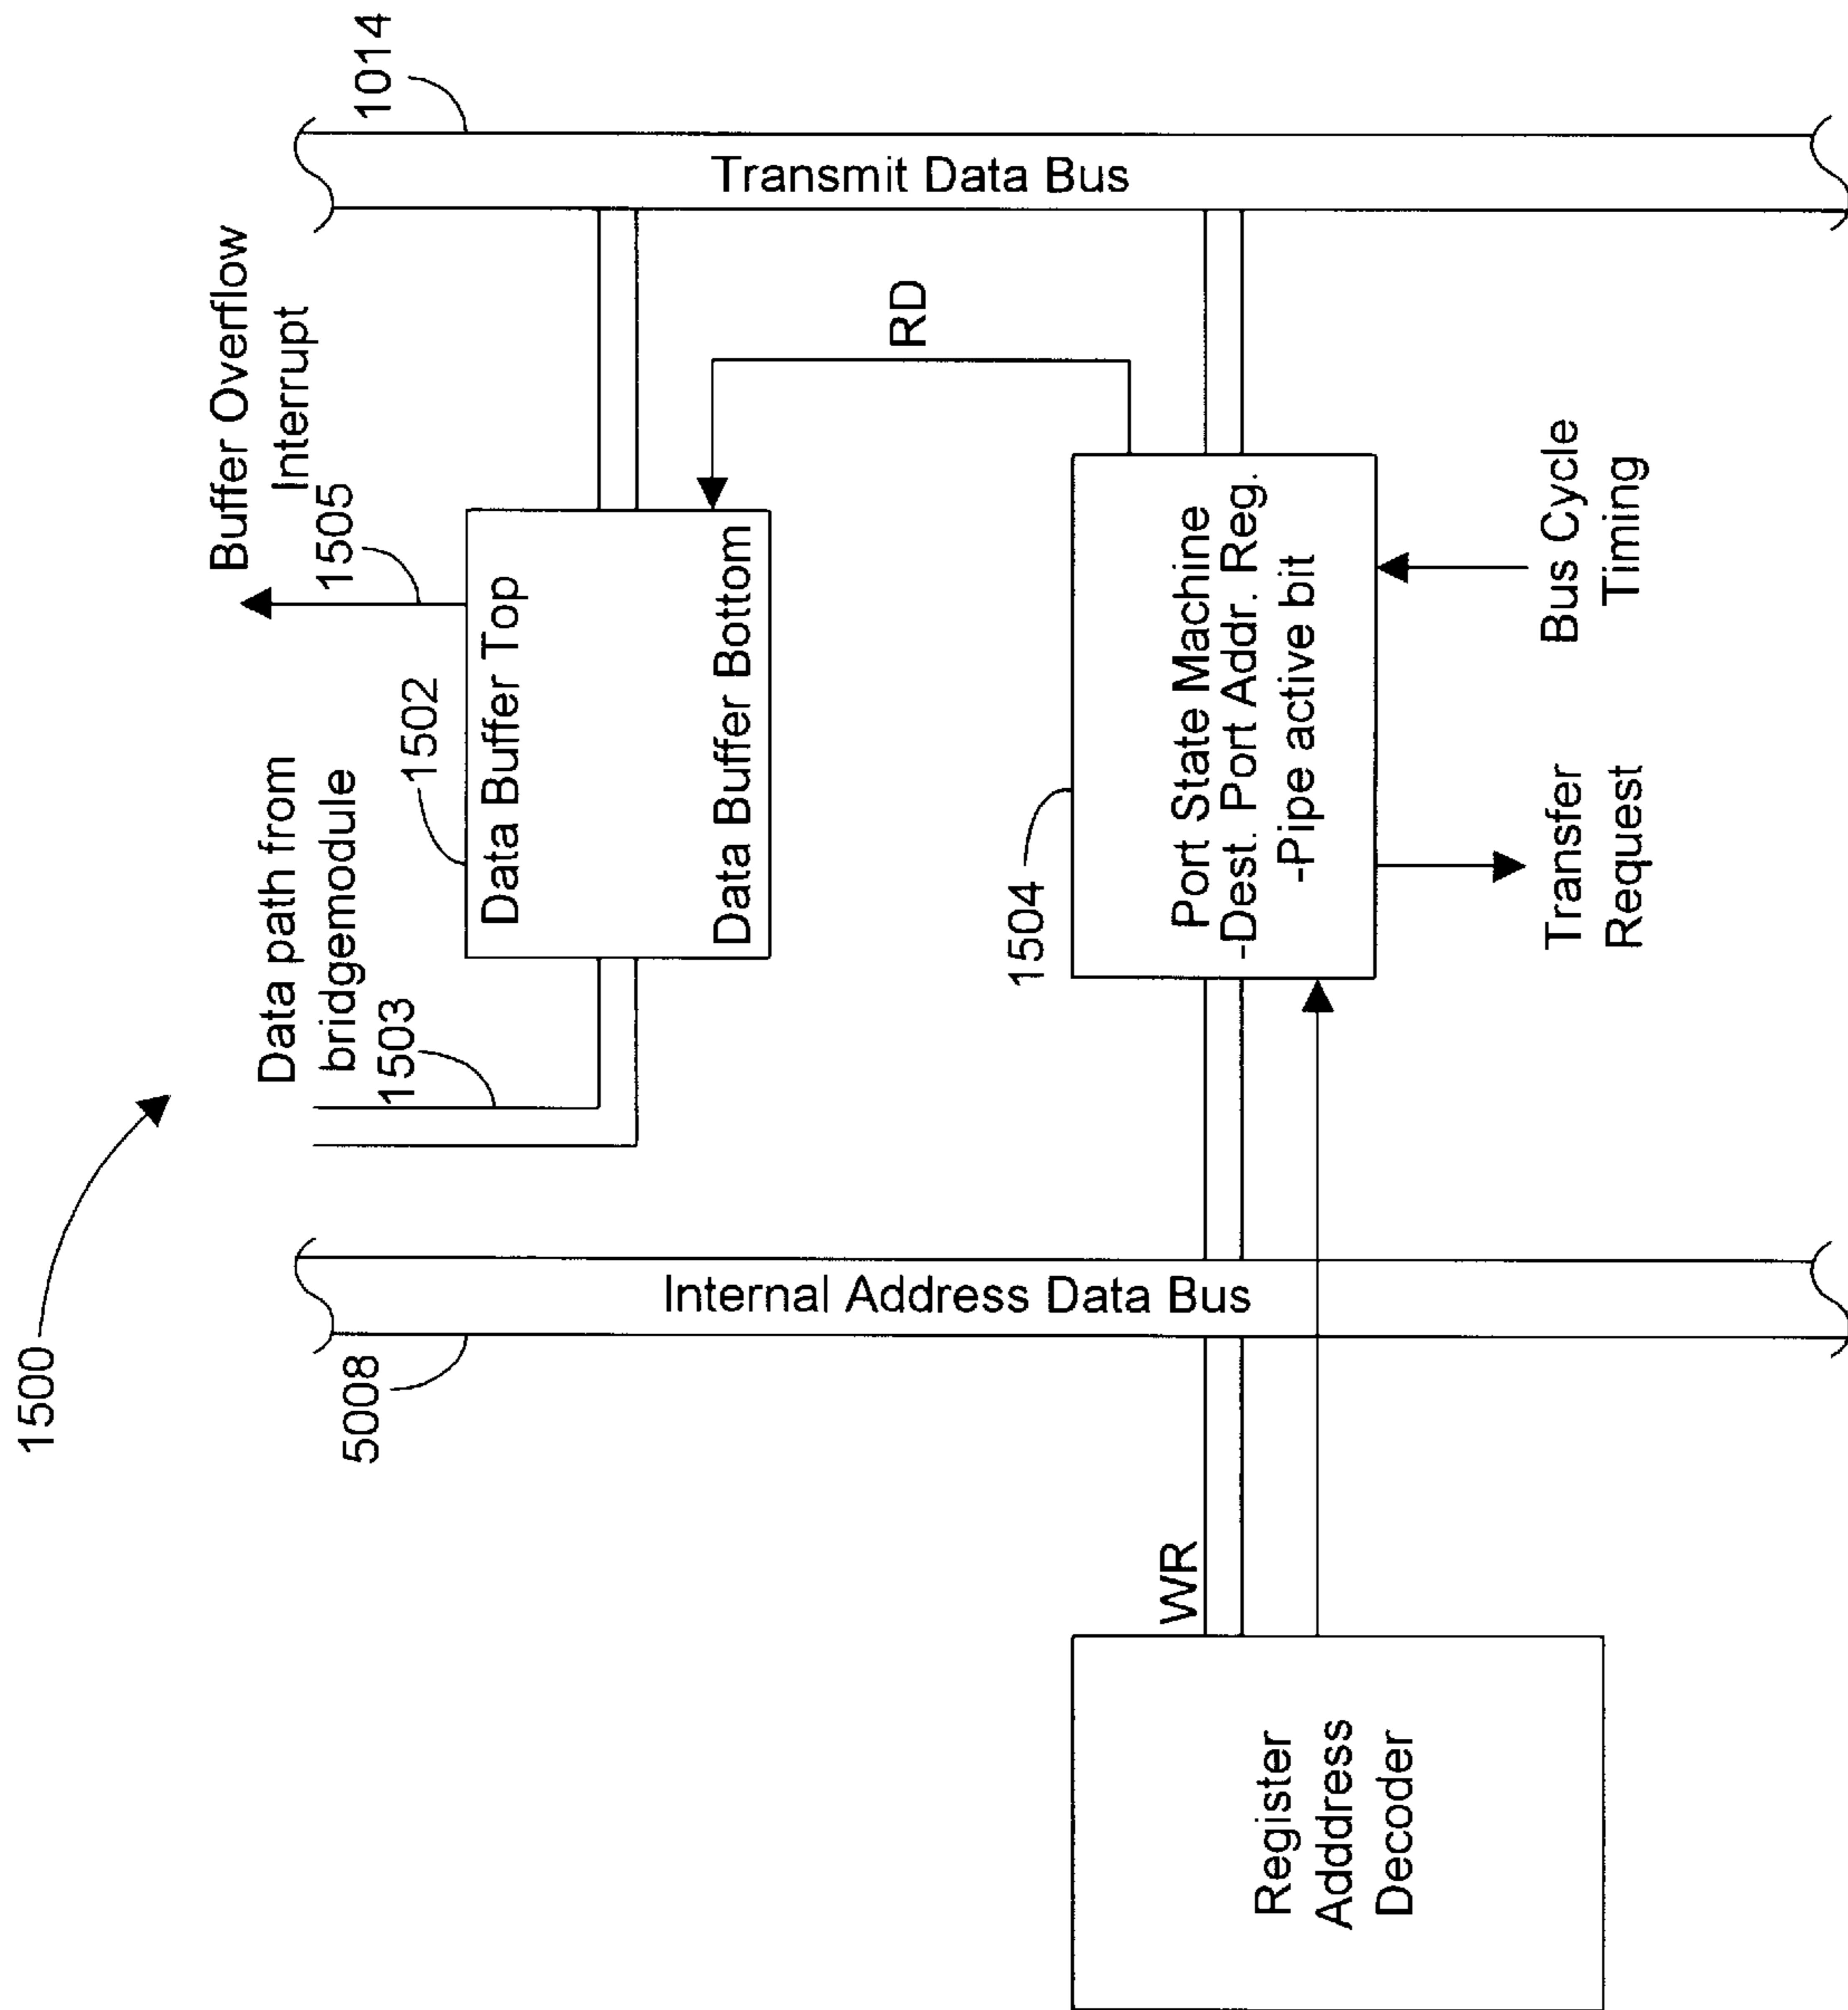 1500
Data path from
bridgemodule
1503
Buffer Overflow
Interrupt
1505
1502
1014
5008
Data Buffer Top
Data Buffer Bottom
Transmit Data Bus
RD
Internal Address Data Bus
WR
1504
Port State Machine
-Dest. Port Addr. Reg.
-Pipe active bit
Register
Adddress
Decoder
Transfer
Request
Bus Cycle
Timing